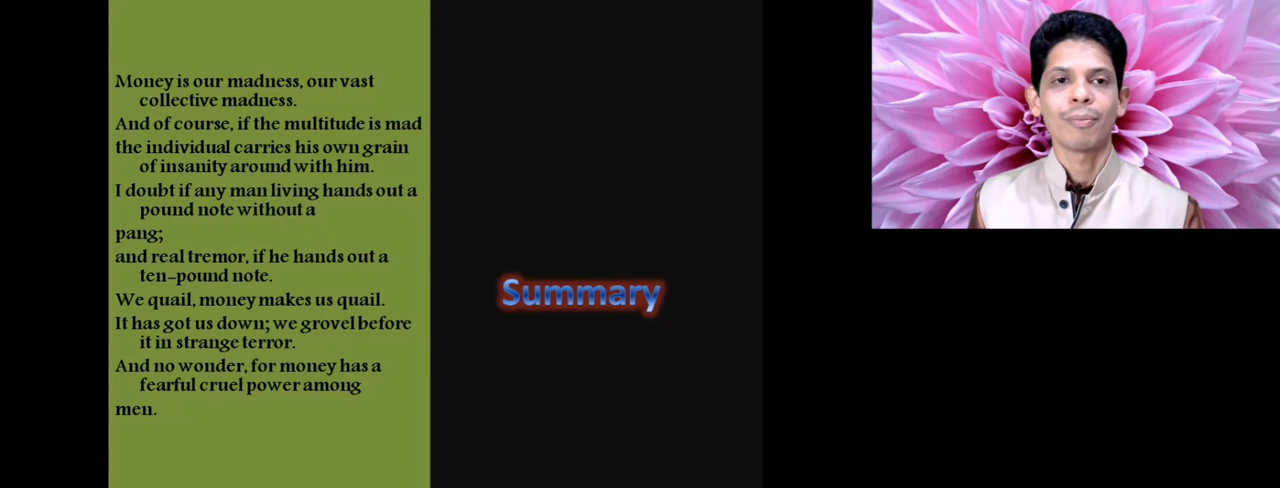 Money is our madness, our vast
collective madness.
And of course, if the multitude is mad
the individual carries his own grain
of insanity around with him.
I doubt if any man living hands out a
pound note without a
pang;
and real tremor, if he hands out a
ten-pound note.
We quail, money makes us quail.
It has got us down; we grovel before
it in strange terror.
And no wonder, for money has a
fearful cruel power among
men.
Summary